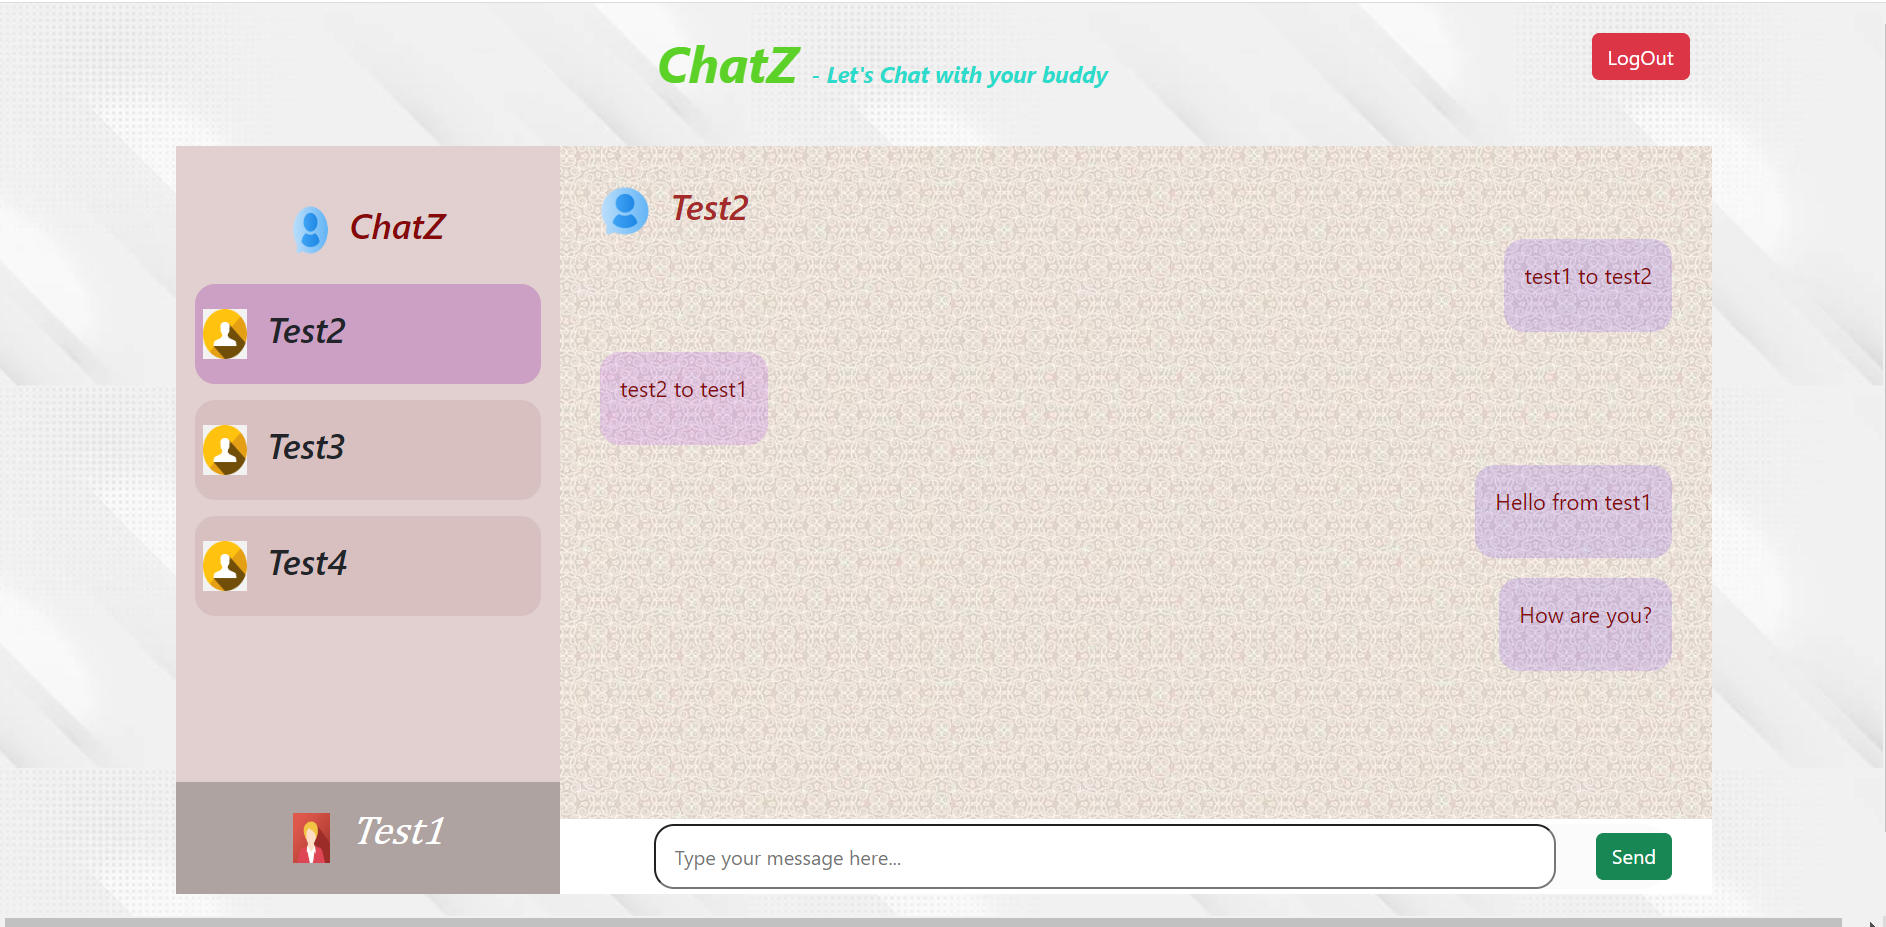 ChatZ - Let's Chat with your buddy
LogOut
ChatZ
Test2
Test3
Test4
Test1
Test2
test1 to test2
test2 to test1
Hello from test1
How are you?
Type your message here...
Send